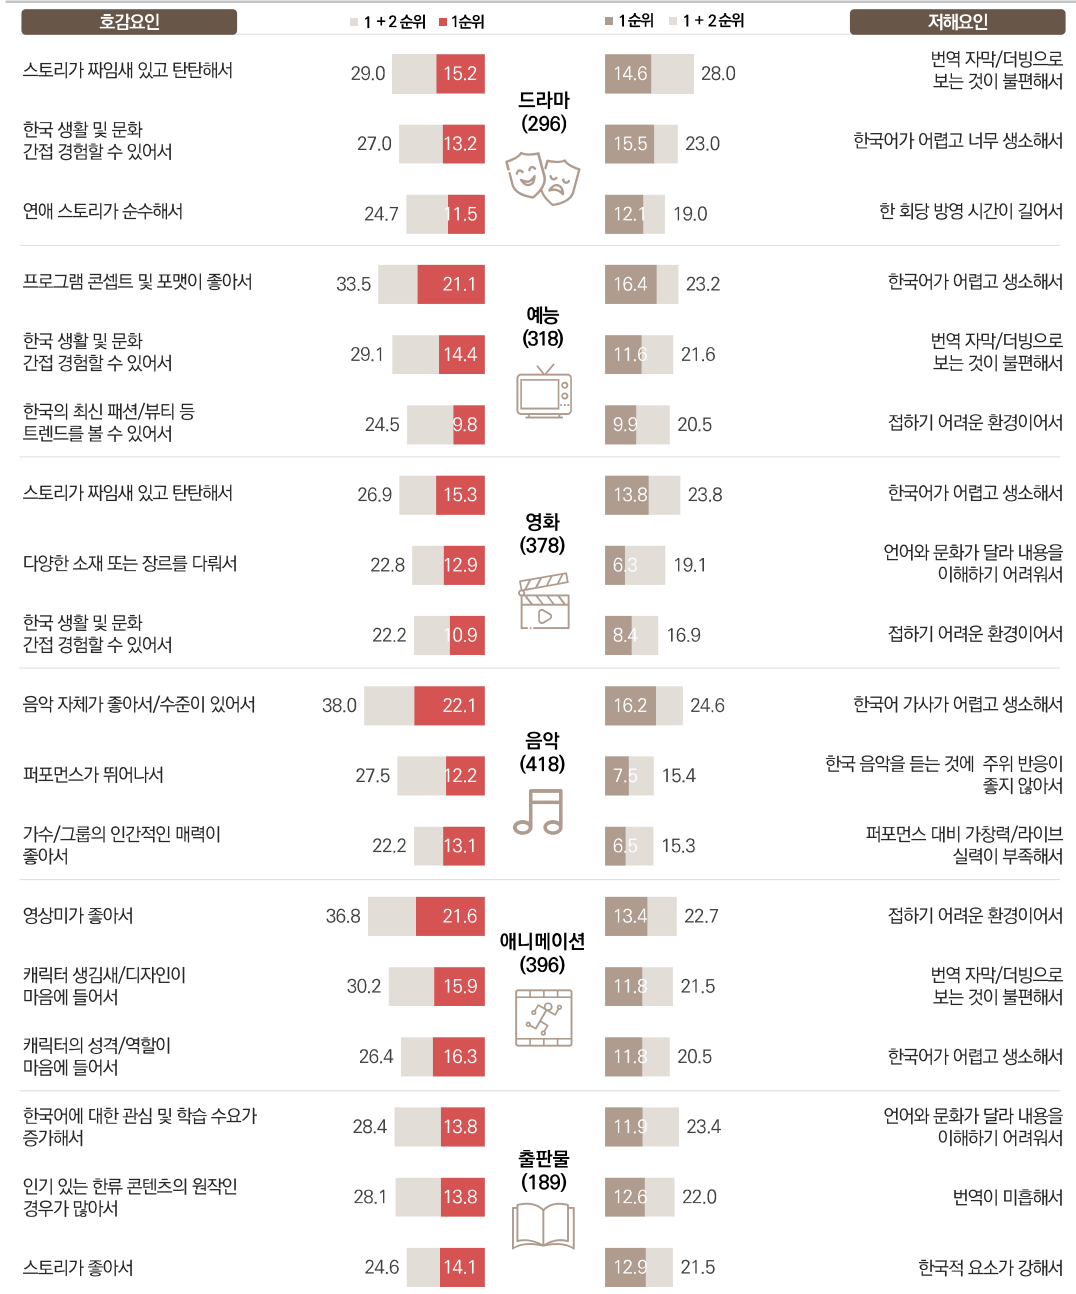 호감요인
1 + 2 순위
1순위
1순위
1 + 2 순위
저해요인
스토리가 짜임새 있고 탄탄해서
29.0
15.2
드라마
(296)
14.6
28.0
번역 자막/더빙으로
보는 것이 불편해서
한국 생활 및 문화
간접 경험할 수 있어서
27.0
13.2
15.5
23.0
한국어가 어렵고 너무 생소해서
연애 스토리가 순수해서
24.7
11.5
12.1
19.0
한 회당 방영 시간이 길어서
프로그램 콘셉트 및 포맷이 좋아서
33.5
21.1
예능
(318)
16.4
23.2
한국어가 어렵고 생소해서
한국 생활 및 문화
간접 경험할 수 있어서
29.1
14.4
11.6
21.6
번역 자막/더빙으로
보는 것이 불편해서
한국의 최신 패션/뷰티 등
트렌드를 볼 수 있어서
24.5
9.8
9.9
20.5
접하기 어려운 환경이어서
스토리가 짜임새 있고 탄탄해서
26.9
15.3
영화
(378)
13.8
23.8
한국어가 어렵고 생소해서
다양한 소재 또는 장르를 다뤄서
22.8
12.9
6.3
19.1
언어와 문화가 달라 내용을
이해하기 어려워서
한국 생활 및 문화
간접 경험할 수 있어서
22.2
10.9
8.4
16.9
접하기 어려운 환경이어서
음악 자체가 좋아서/수준이 있어서
38.0
22.1
음악
(418)
16.2
24.6
한국어 가사가 어렵고 생소해서
퍼포먼스가 뛰어나서
27.5
12.2
7.5
15.4
한국 음악을 듣는 것에 주위 반응이
좋지 않아서
가수/그룹의 인간적인 매력이
좋아서
22.2
13.1
6.5
15.3
퍼포먼스 대비 가창력/라이브
실력이 부족해서
영상미가 좋아서
36.8
21.6
애니메이션
(396)
13.4
22.7
접하기 어려운 환경이어서
캐릭터 생김새/디자인이
마음에 들어서
30.2
15.9
11.8
21.5
번역 자막/더빙으로
보는 것이 불편해서
캐릭터의 성격/역할이
마음에 들어서
26.4
16.3
11.8
20.5
한국어가 어렵고 생소해서
한국어에 대한 관심 및 학습 수요가
증가해서
28.4
13.8
출판물
(189)
11.9
23.4
언어와 문화가 달라 내용을
이해하기 어려워서
인기 있는 한류 콘텐츠의 원작인
경우가 많아서
28.1
13.8
12.6
22.0
번역이 미흡해서
스토리가 좋아서
24.6
14.1
12.9
21.5
한국적 요소가 강해서